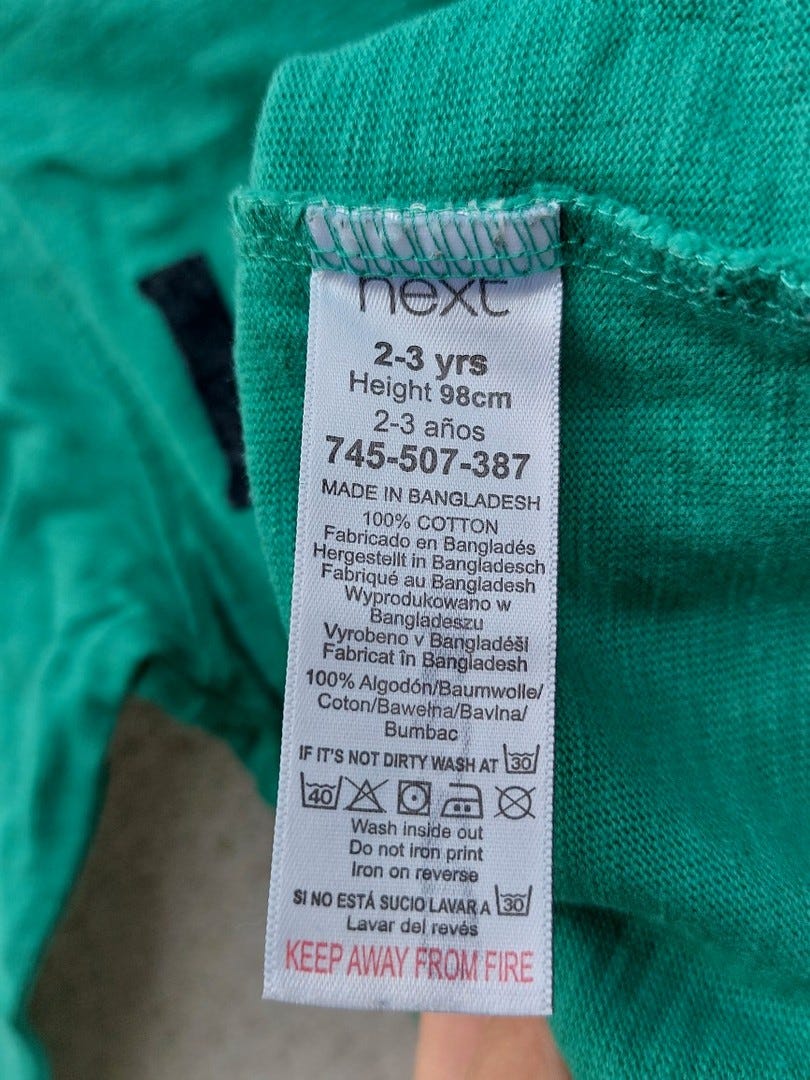 next
2-3 yrs
Height 98cm
2-3 años
745-507-387
MADE IN BANGLADESH
100% COTTON
Fabricado en Bangladés
Hergestellt in Bangladesch
Fabriqué au Bangladesh
Wyprodukowano w
Bangladeszu
Vyrobeno v Bangladéši
Fabricat în Bangladesh
100% Algodón/Baumwolle/
Coton/Bawełna/Bavlna/
Bumbac
IF IT'S NOT DIRTY WASH AT 30
40
Wash inside out
Do not iron print
Iron on reverse
SI NO ESTÁ SUCIO LAVAR A 30
Lavar del revés
KEEP AWAY FROM FIRE